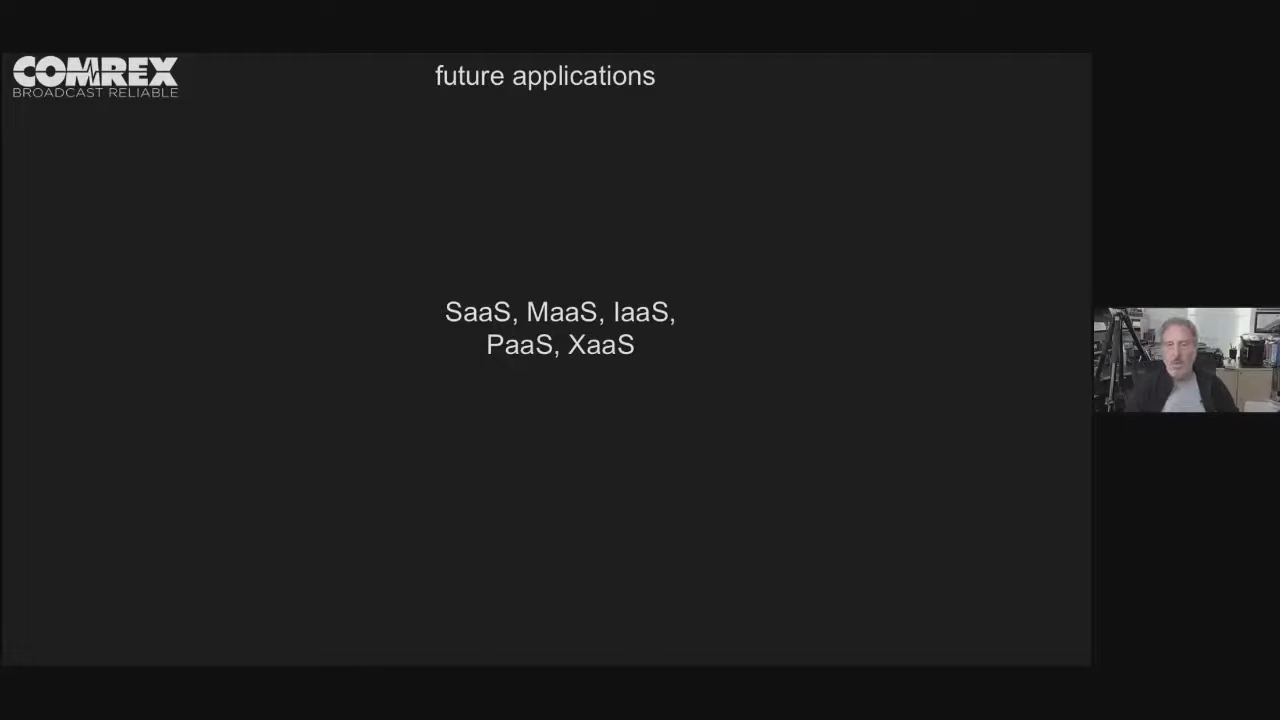 COMREX
BROADCAST RELIABLE
future applications
SaaS, MaaS, IaaS,
PaaS, XaaS